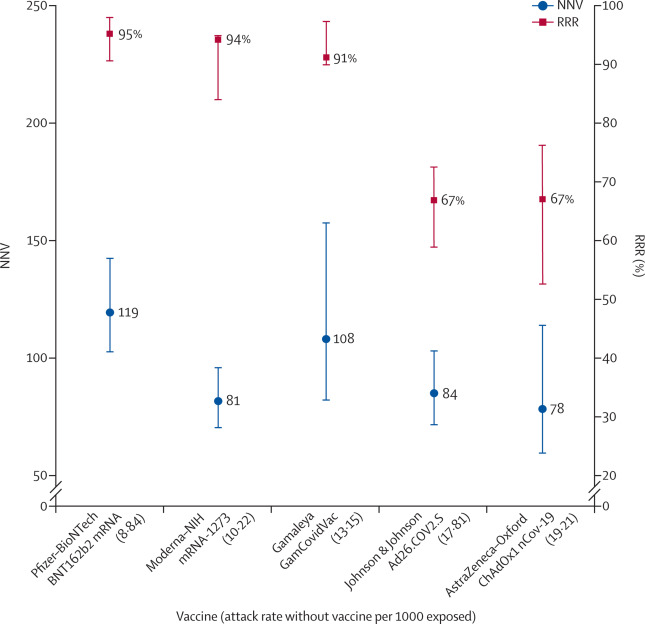 250
200
150
100
50
0
NNV
100
90
80
70
60
50
40
30
20
0
RRR (%)
NNV
RRR
95%
94%
91%
67%
67%
119
81
108
84
78
Pfizer–BioNTech
BNT162b2 mRNA
(8·84)
Moderna–NIH
mRNA-1273
(10·22)
Gamaleya
GamCovidVac
(13·15)
Johnson & Johnson
Ad26.COV2.S
(17·81)
AstraZeneca–Oxford
ChAdOx1 nCov-19
(19·21)
Vaccine (attack rate without vaccine per 1000 exposed)